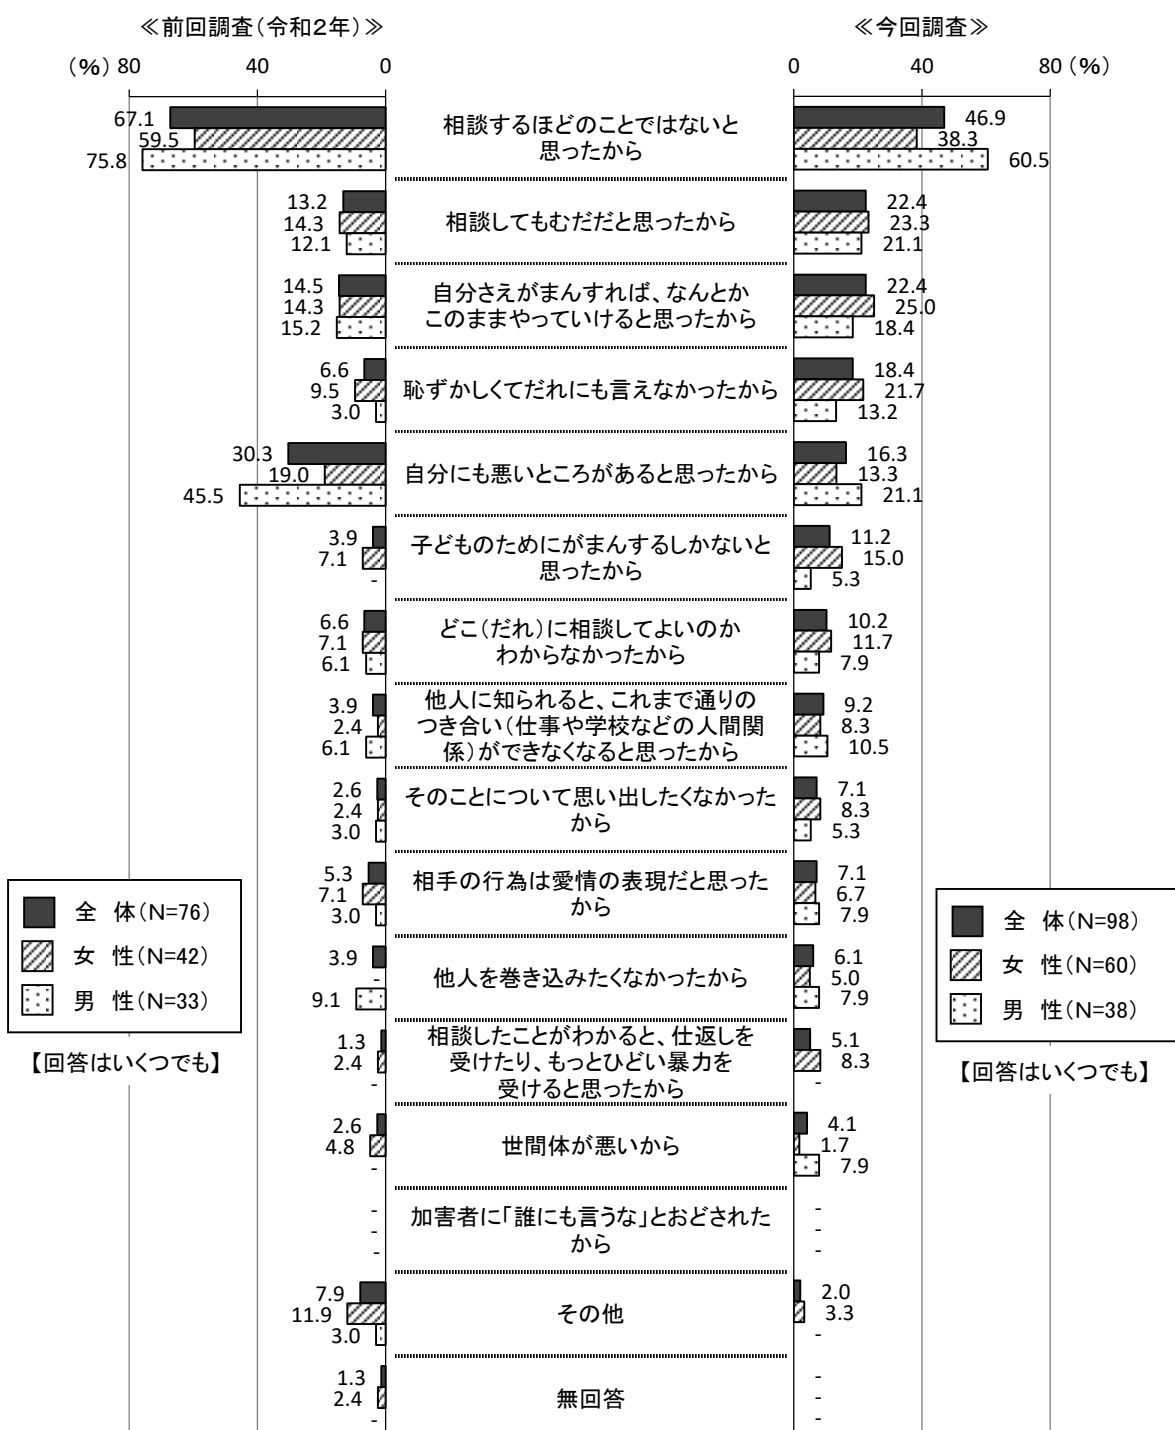 ≪前回調査(令和2年)≫
≪今回調査≫
(%) 80 40 0
0 40 80 (%)
67.1
59.5
75.8
相談するほどのことではないと
思ったから
46.9
38.3
60.5
13.2
14.3
12.1
相談してもむだだと思ったから
22.4
23.3
21.1
14.5
14.3
15.2
自分さえがまんすれば、なんとか
このままやっていけると思ったから
22.4
25.0
18.4
6.6
9.5
3.0
恥ずかしくてだれにも言えなかったから
18.4
21.7
13.2
30.3
19.0
45.5
自分にも悪いところがあると思ったから
16.3
13.3
21.1
3.9
7.1
-
子どものためにがまんするしかないと
思ったから
11.2
15.0
5.3
6.6
7.1
6.1
どこ(だれ)に相談してよいのか
わからなかったから
10.2
11.7
7.9
3.9
2.4
6.1
他人に知られると、これまで通りの
つき合い(仕事や学校などの人間関
係)ができなくなると思ったから
9.2
8.3
10.5
2.6
2.4
3.0
そのことについて思い出したくなかった
から
7.1
8.3
5.3
5.3
7.1
3.0
相手の行為は愛情の表現だと思った
から
7.1
6.7
7.9
3.9
-
9.1
他人を巻き込みたくなかったから
6.1
5.0
7.9
1.3
2.4
-
相談したことがわかると、仕返しを
受けたり、もっとひどい暴力を
受けると思ったから
5.1
8.3
-
2.6
4.8
-
世間体が悪いから
4.1
1.7
7.9
-
-
-
加害者に「誰にも言うな」とおどされた
から
-
-
-
7.9
11.9
3.0
その他
2.0
3.3
-
1.3
2.4
-
無回答
-
-
-
全 体(N=76)
女 性(N=42)
男 性(N=33)
【回答はいくつでも】
全 体(N=98)
女 性(N=60)
男 性(N=38)
【回答はいくつでも】